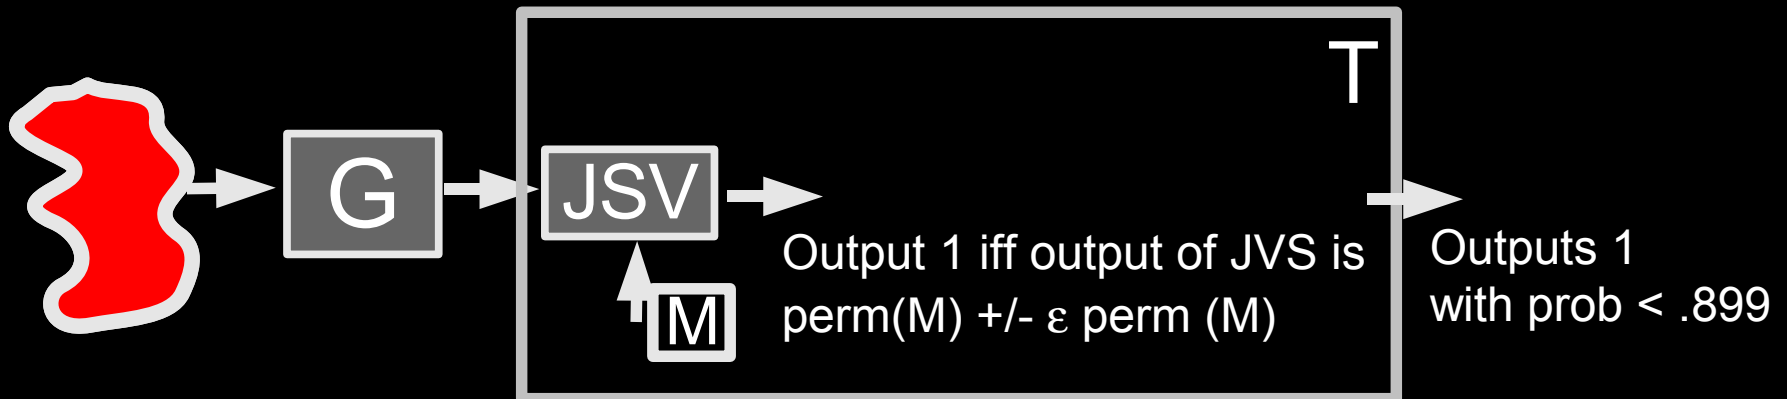 T
G
JSV
M
Output 1 iff output of JVS is
perm(M) +/- ε perm (M)
Outputs 1
with prob < .899